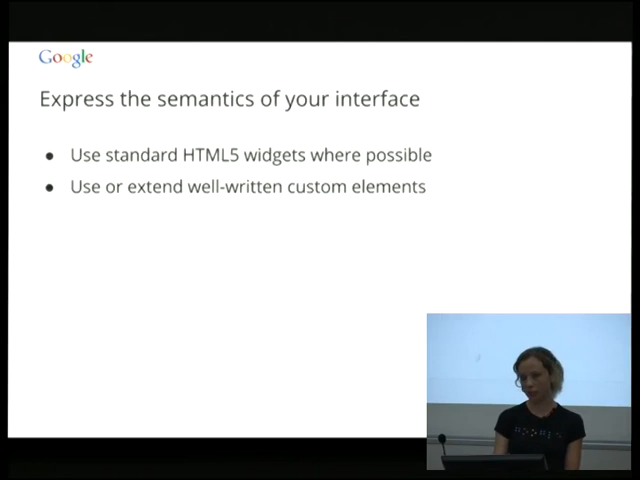 Google
Express the semantics of your interface
● Use standard HTML5 widgets where possible
● Use or extend well-written custom elements